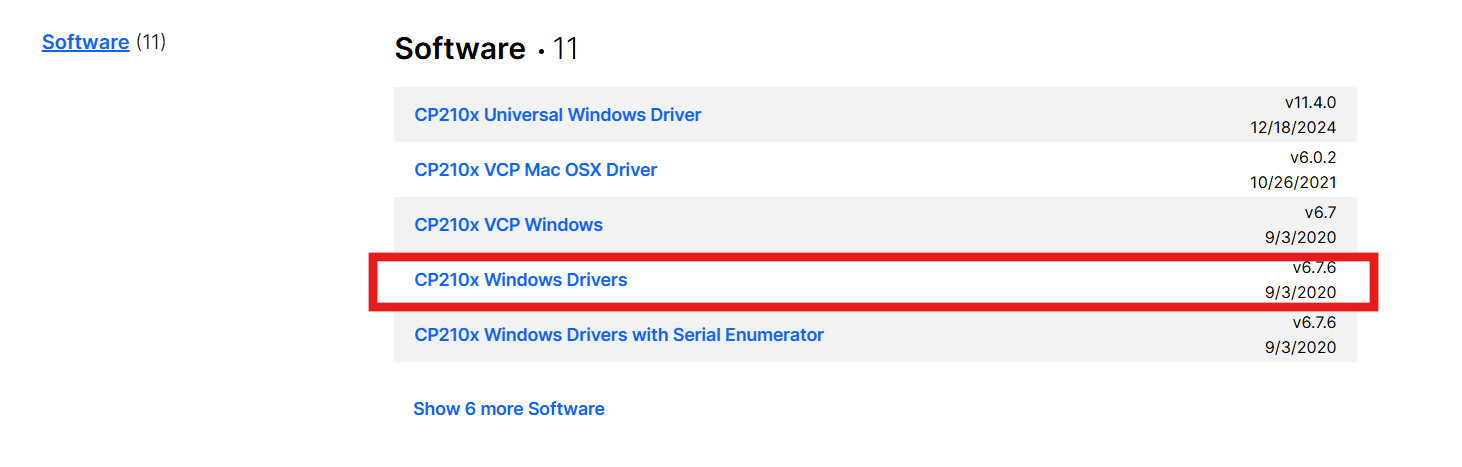 Software (11)
Software • 11
CP210x Universal Windows Driver
v11.4.0
12/18/2024
CP210x VCP Mac OSX Driver
v6.0.2
10/26/2021
CP210x VCP Windows
v6.7
9/3/2020
CP210x Windows Drivers
v6.7.6
9/3/2020
CP210x Windows Drivers with Serial Enumerator
v6.7.6
9/3/2020
Show 6 more Software